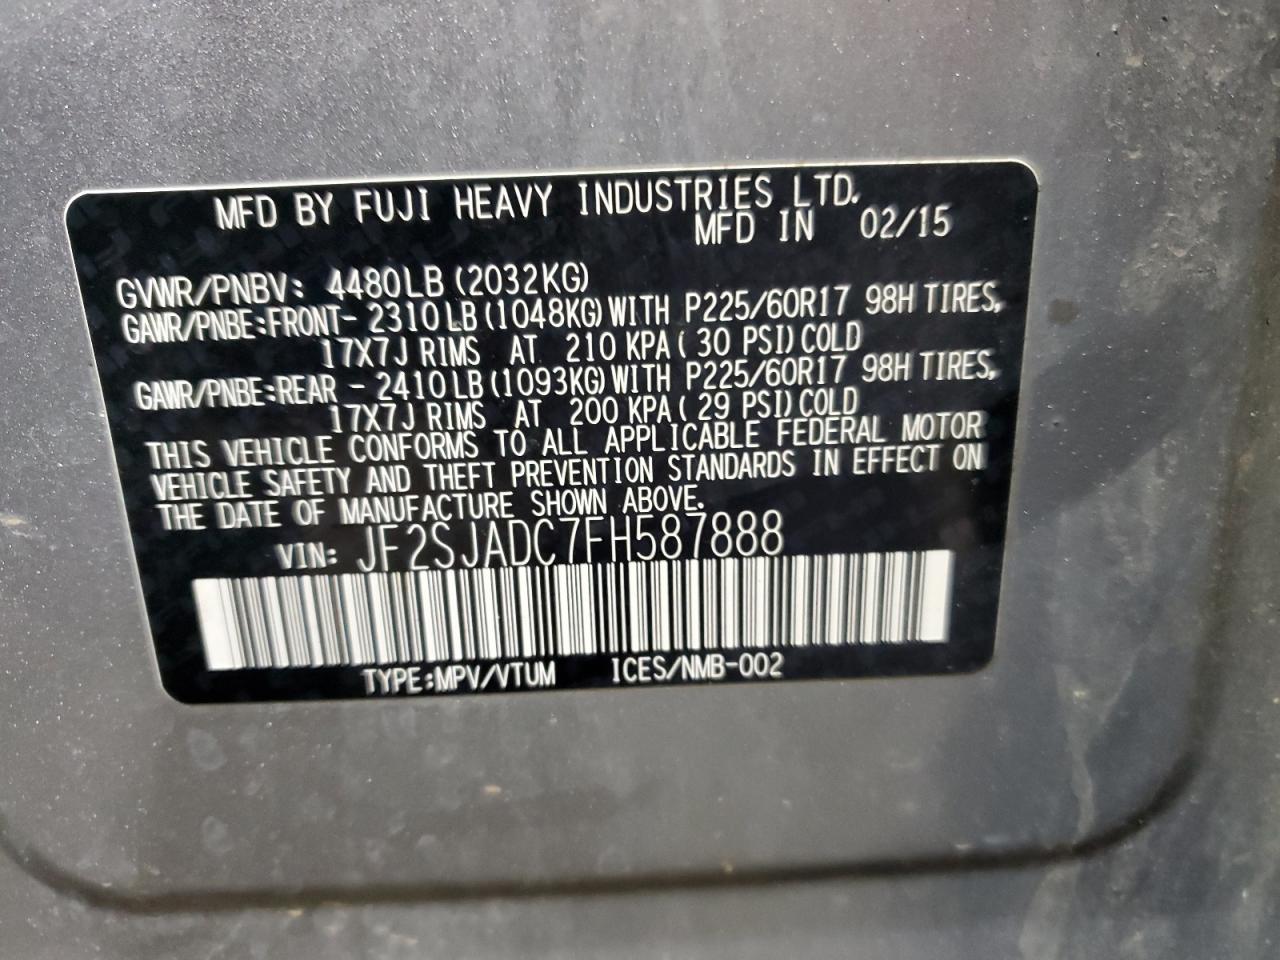 MFD BY FUJI HEAVY INDUSTRIES LTD.
MFD IN 02/15
GVWR/PNBV: 4480LB (2032KG)
GAWR/PNBE:FRONT- 2310 LB (1048KG) WITH P225/60R17 98H TIRES,
17X7J RIMS AT 210 KPA ( 30 PSI) COLD
GAWR/PNBE:REAR - 2410 LB (1093KG) WITH P225/60R17 98H TIRES,
17X7J RIMS AT 200 KPA ( 29 PSI) COLD
THIS VEHICLE CONFORMS TO ALL APPLICABLE FEDERAL MOTOR
VEHICLE SAFETY AND THEFT PREVENTION STANDARDS IN EFFECT ON
THE DATE OF MANUFACTURE SHOWN ABOVE.
VIN: JF2SJADC7FH587888
TYPE:MPV/VTUM ICES/NMB-002